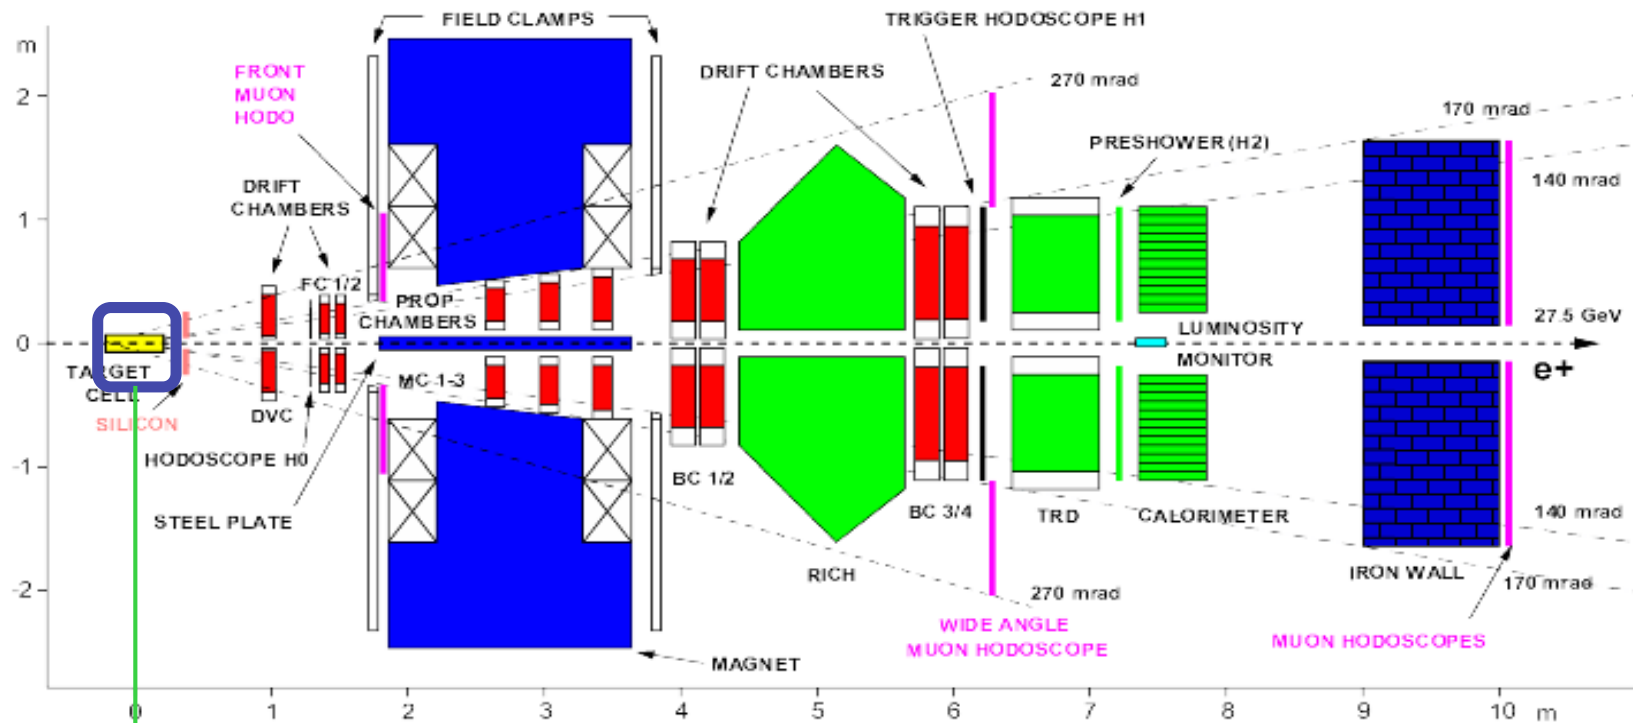 FIELD CLAMPS
TRIGGER HODOSCOPE H1
m
FRONT
MUON
HODO
DRIFT CHAMBERS
270 mrad
2
170 mrad
PRESHOWER (H2)
DRIFT
CHAMBERS
140 mrad
1
FC 1/2
PROP
CHAMBERS
27.5 GeV
LUMINOSITY
MONITOR
0
TARGET
CELL
e+
MC 1-3
SILICON
DVC
HODOSCOPE H0
-1
BC 1/2
STEEL PLATE
BC 3/4
TRD
CALORIMETER
140 mrad
RICH
IRON WALL
170 mrad
-2
270 mrad
WIDE ANGLE
MUON HODOSCOPE
MUON HODOSCOPES
MAGNET
0 1 2 3 4 5 6 7 8 9 10 m